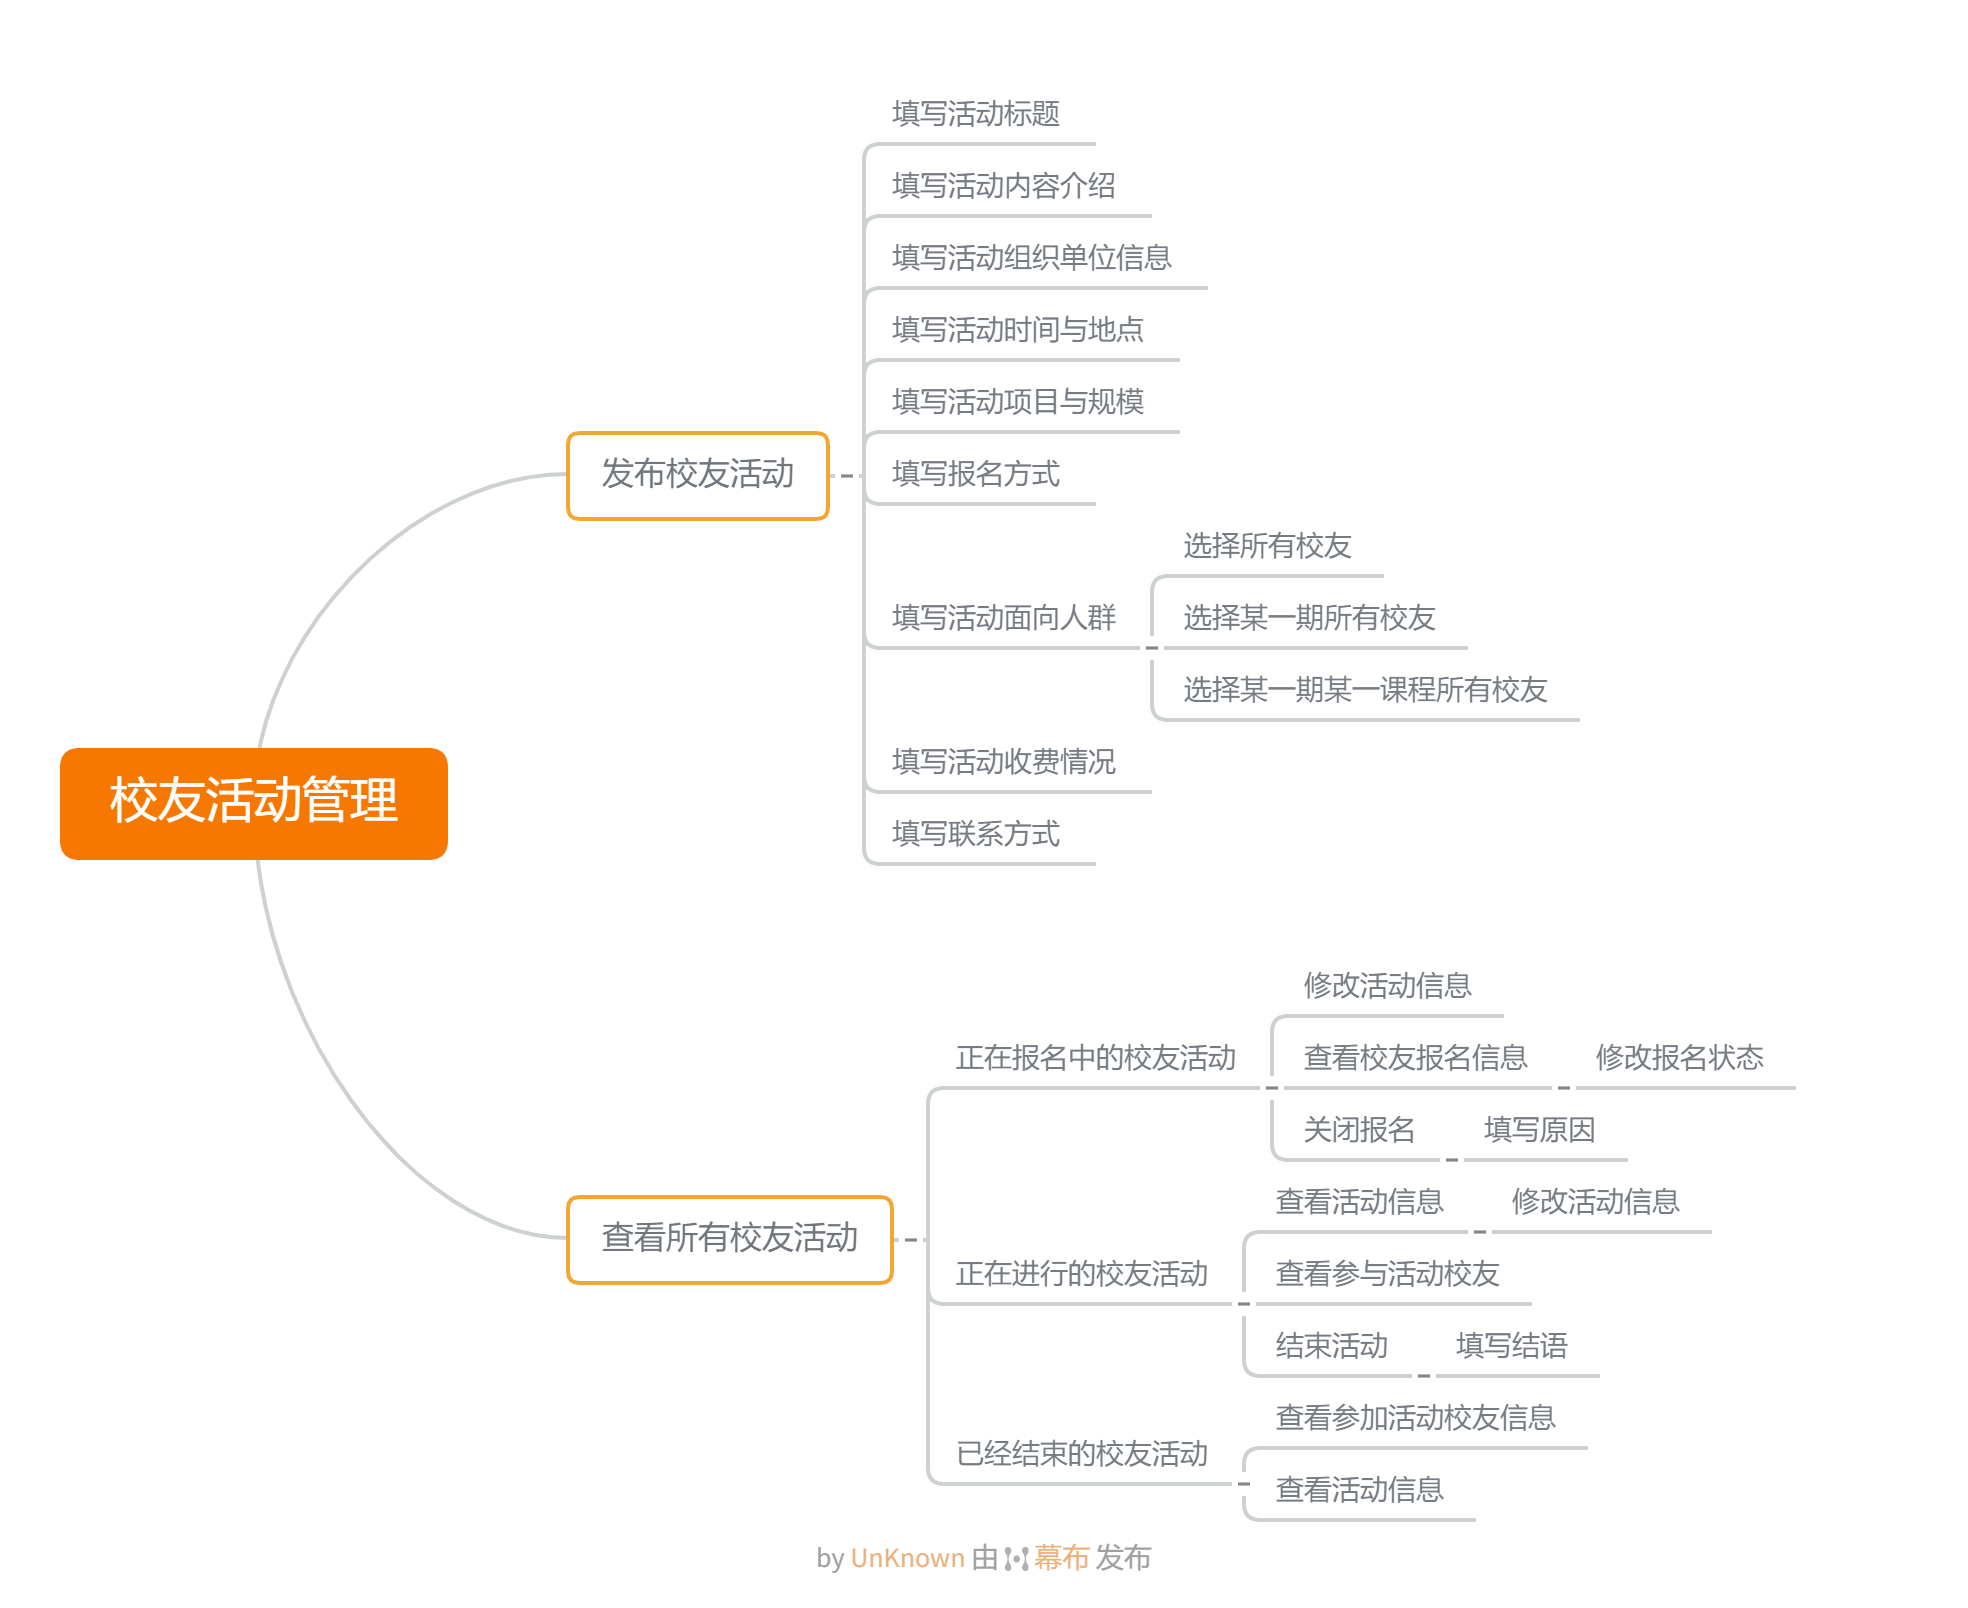 校友活动管理
发布校友活动
填写活动标题
填写活动内容介绍
填写活动组织单位信息
填写活动时间与地点
填写活动项目与规模
填写报名方式
填写活动面向人群
选择所有校友
选择某一期所有校友
选择某一期某一课程所有校友
填写活动收费情况
填写联系方式
查看所有校友活动
正在报名中的校友活动
修改活动信息
查看校友报名信息
修改报名状态
关闭报名
填写原因
正在进行的校友活动
查看活动信息
修改活动信息
查看参与活动校友
结束活动
填写结语
已经结束的校友活动
查看参加活动校友信息
查看活动信息
by UnKnown 由 幕布 发布